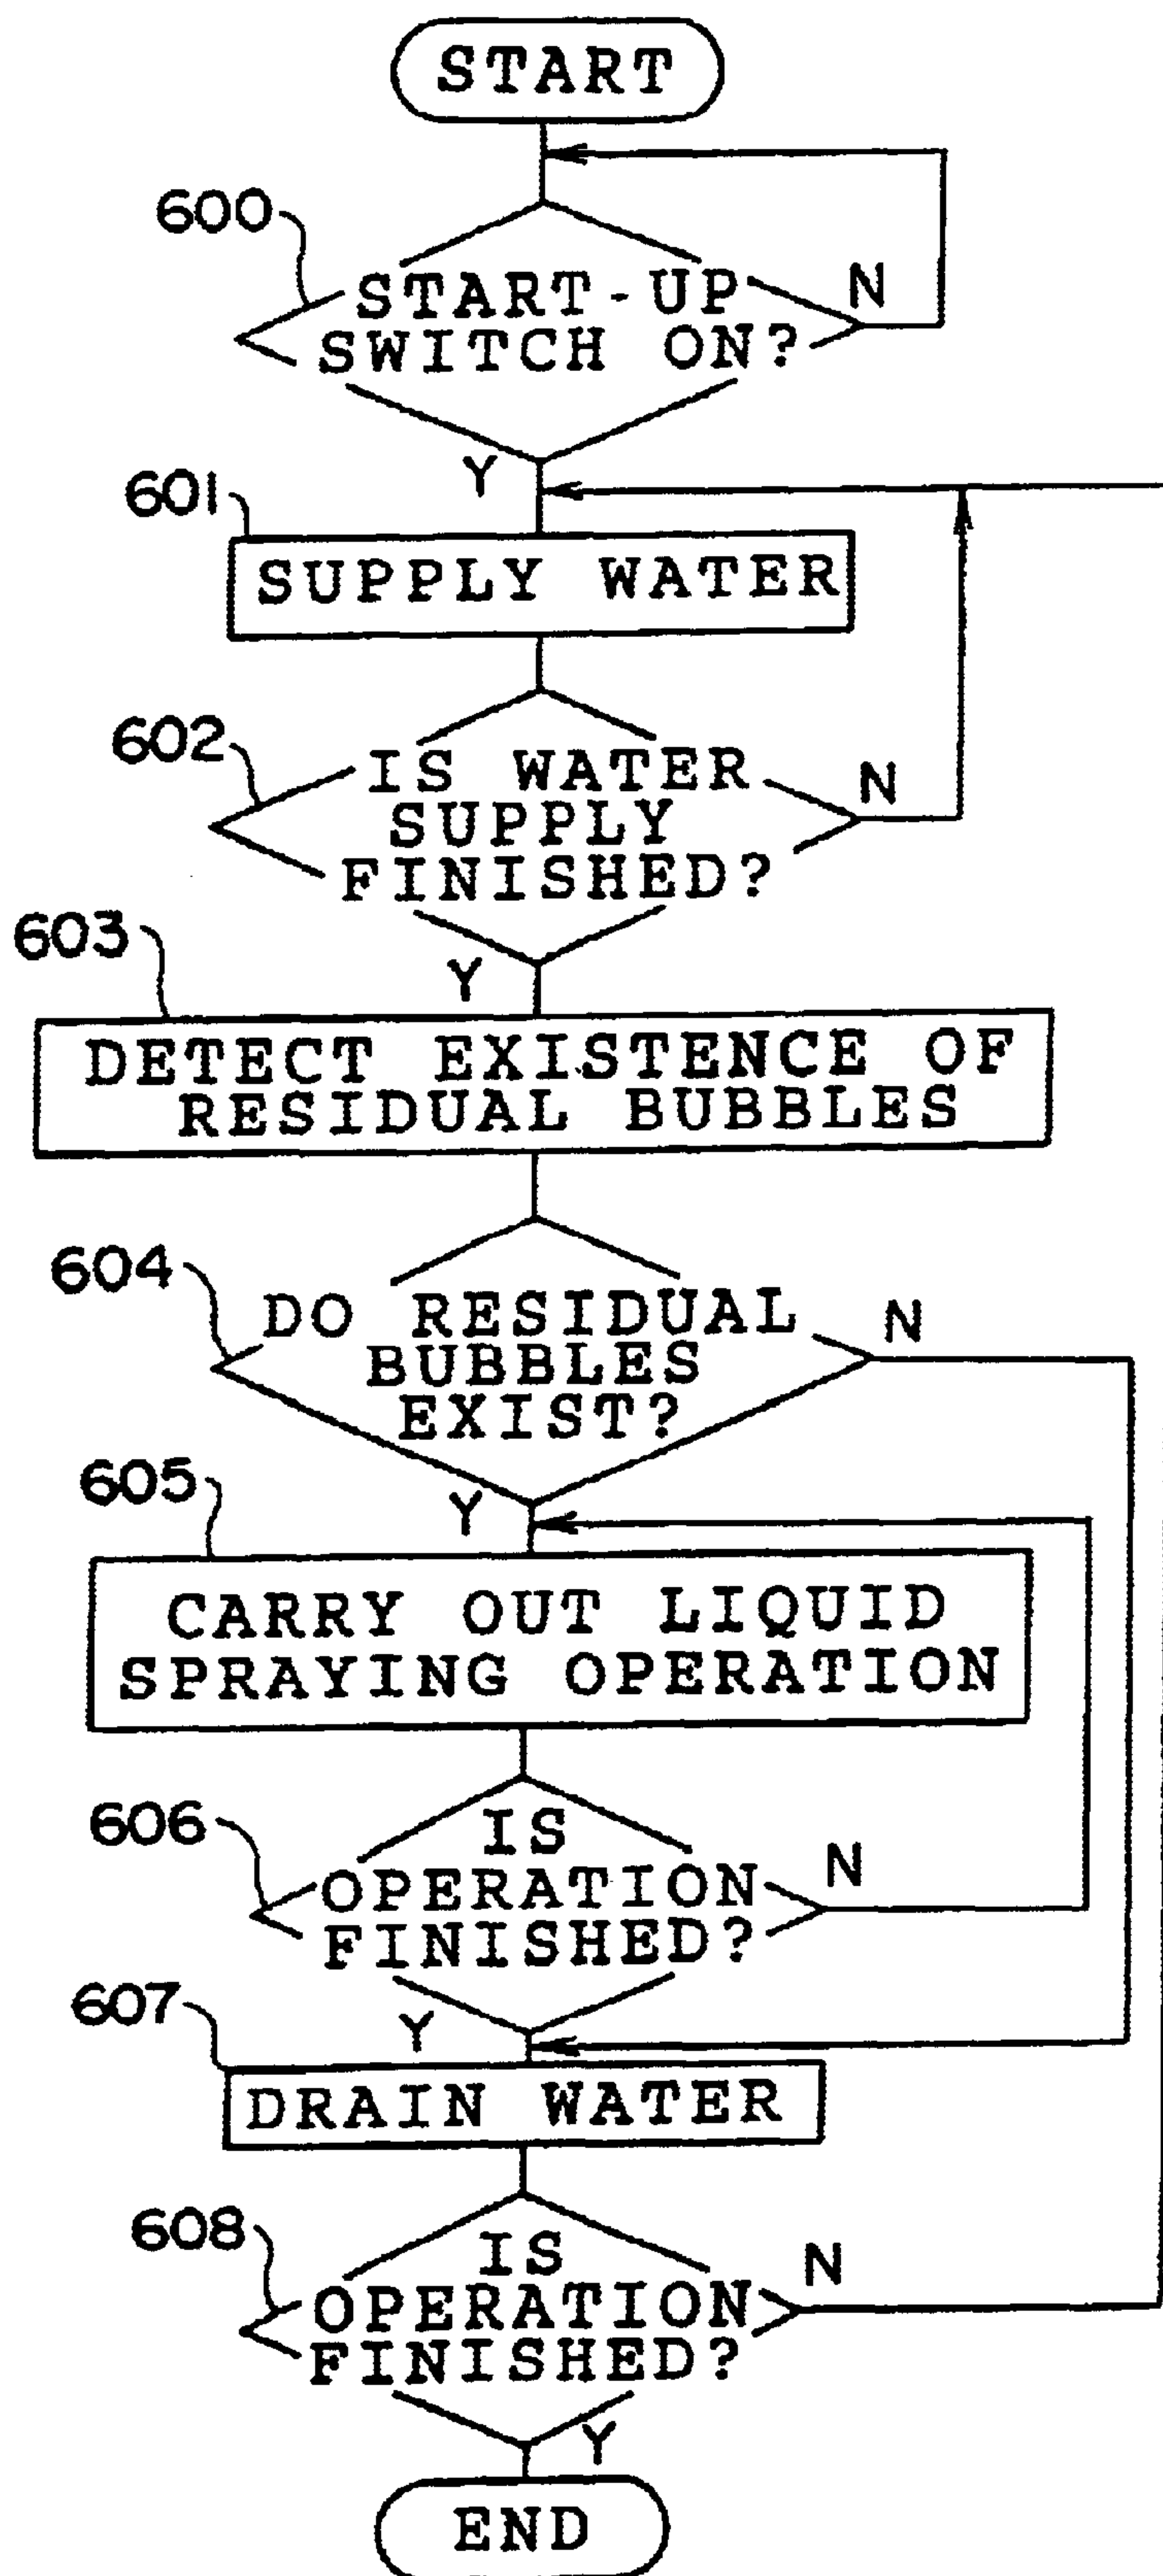 START
600
START-UP
SWITCH ON?
N
Y
601
SUPPLY WATER
602
IS WATER
SUPPLY
FINISHED?
N
Y
603
DETECT EXISTENCE OF
RESIDUAL BUBBLES
604
DO RESIDUAL
BUBBLES
EXIST?
N
Y
605
CARRY OUT LIQUID
SPRAYING OPERATION
606
IS
OPERATION
FINISHED?
N
Y
607
DRAIN WATER
608
IS
OPERATION
FINISHED?
N
Y
END